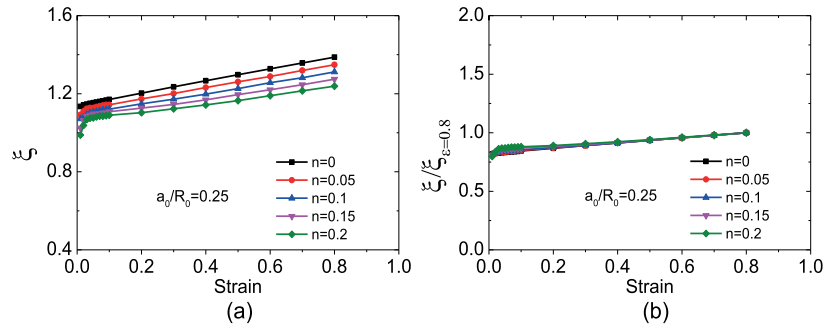 1.6
1.2
0.8
0.4
ξ
n=0
n=0.05
n=0.1
n=0.15
n=0.2
a0/R0=0.25
0.0 0.2 0.4 0.6 0.8 1.0
Strain
(a)
2.0
1.5
1.0
0.5
0.0
ξ/ξε=0.8
n=0
n=0.05
n=0.1
n=0.15
n=0.2
a0/R0=0.25
0.0 0.2 0.4 0.6 0.8 1.0
Strain
(b)